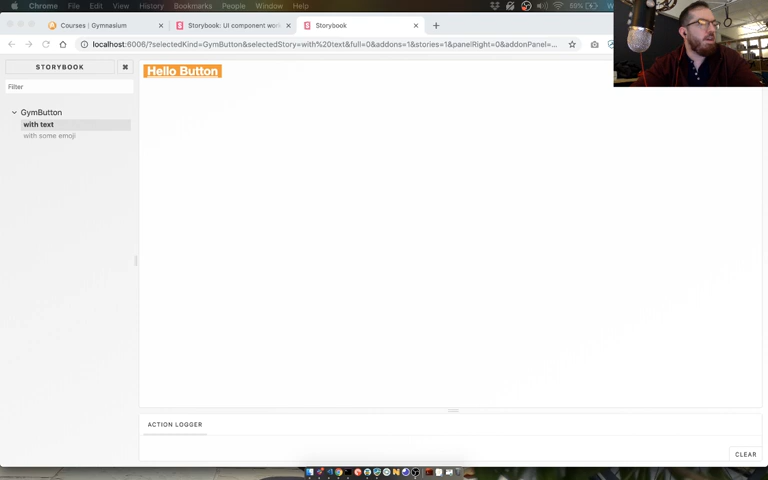 Chrome File Edit View History Bookmarks People Window Help 59%
Courses | Gymnasium
Storybook: UI component wor
Storybook
localhost:6006/?selectedKind=GymButton&selectedStory=with%20text&full=0&addons=1&stories=1&panelRight=0&addonPanel=...
STORYBOOK
Filter
GymButton
with text
with some emoji
Hello Button
ACTION LOGGER
CLEAR